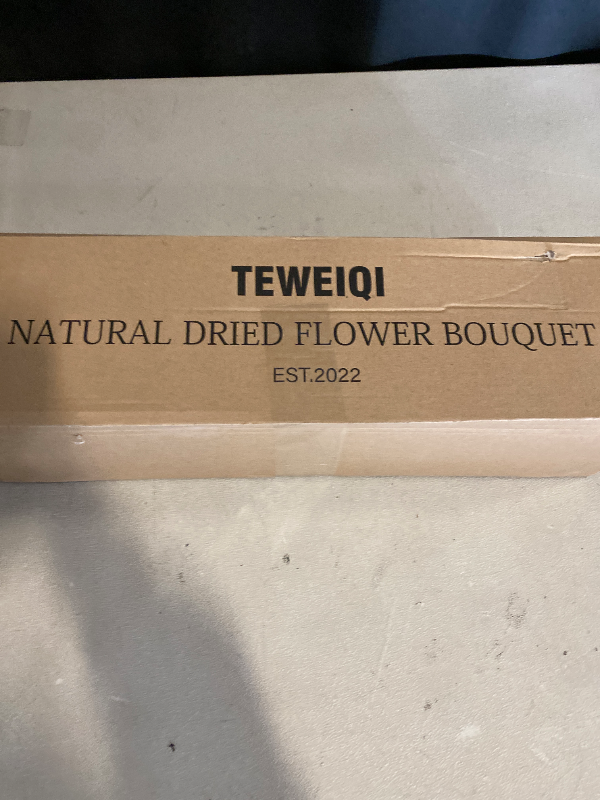 TEWEIQI
NATURAL DRIED FLOWER BOUQUET
EST.2022